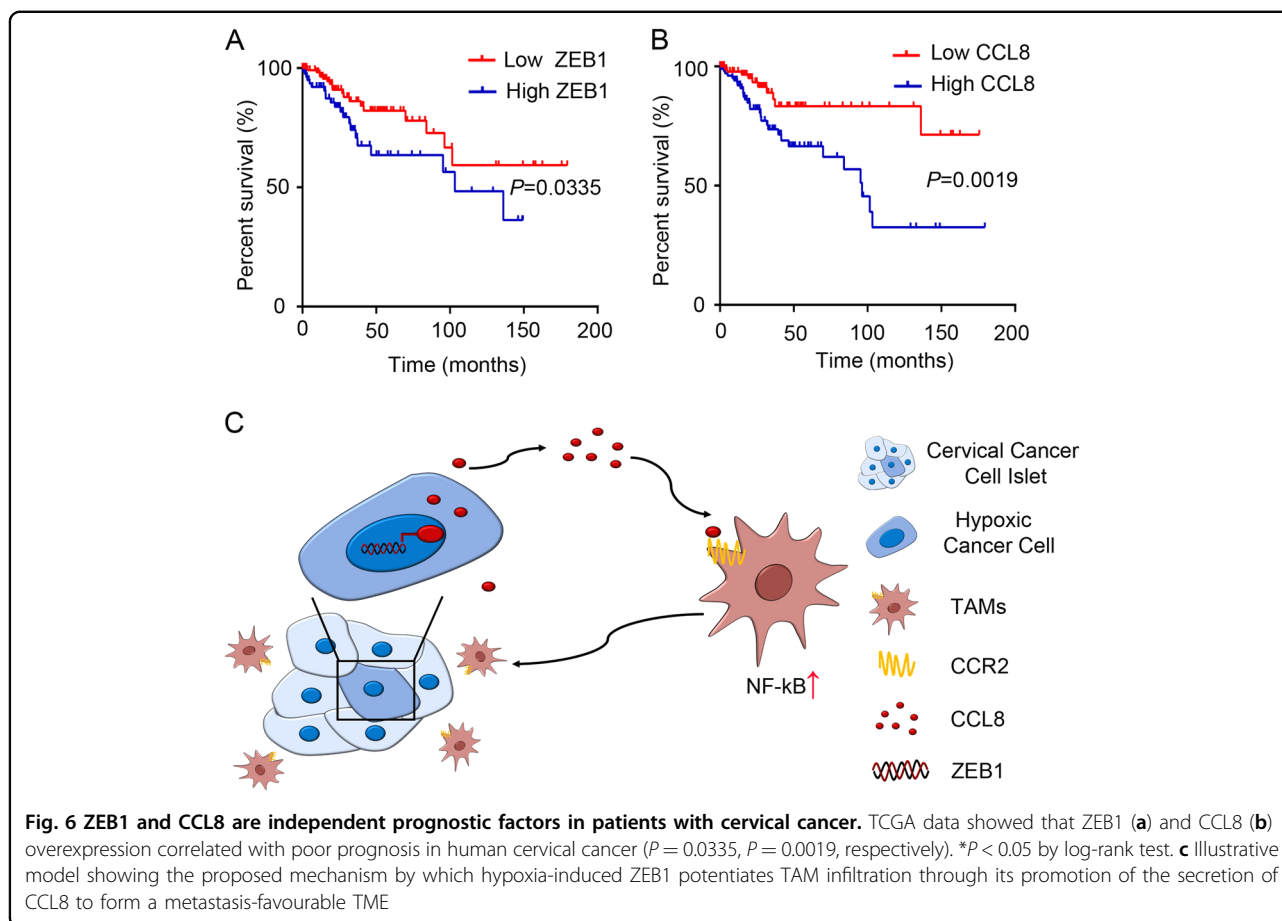 A
Low ZEB1
High ZEB1
Percent survival (%)
100
50
0
P=0.0335
0 50 100 150 200
Time (months)
B
Low CCL8
High CCL8
Percent survival (%)
100
50
0
P=0.0019
0 50 100 150 200
Time (months)
C
NF-kB↑
Cervical Cancer
Cell Islet
Hypoxic
Cancer Cell
TAMs
CCR2
CCL8
ZEB1
Fig. 6 ZEB1 and CCL8 are independent prognostic factors in patients with cervical cancer. TCGA data showed that ZEB1 (a) and CCL8 (b)
overexpression correlated with poor prognosis in human cervical cancer (P = 0.0335, P = 0.0019, respectively). *P < 0.05 by log-rank test. c Illustrative
model showing the proposed mechanism by which hypoxia-induced ZEB1 potentiates TAM infiltration through its promotion of the secretion of
CCL8 to form a metastasis-favourable TME